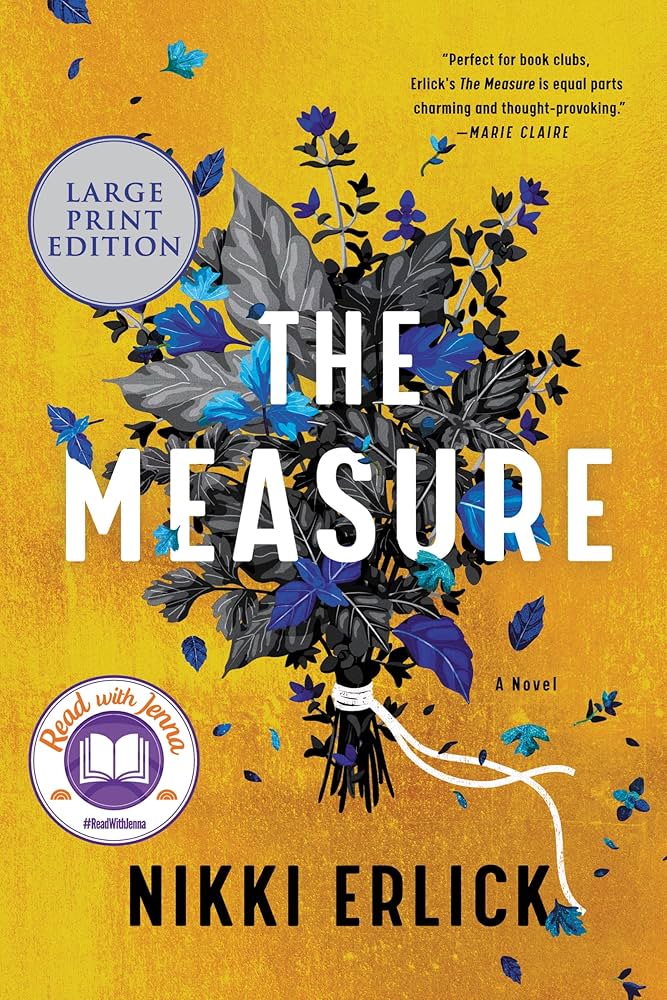 “Perfect for book clubs,
Erlick's The Measure is equal parts
charming and thought-provoking.”
—MARIE CLAIRE
LARGE
PRINT
EDITION
THE
MEASURE
A Novel
Read with Jenna
#ReadWithJenna
NIKKI ERLICK